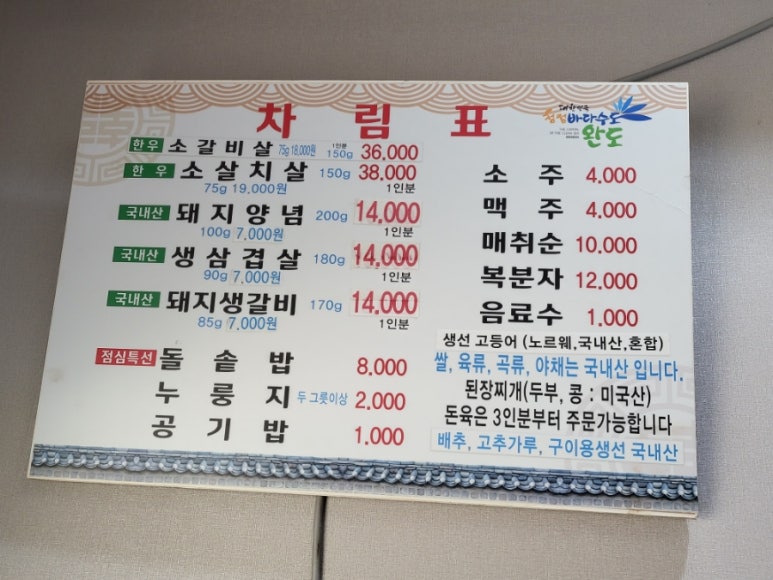 차림표
대한민국
청정바다수도
완도
한우 소갈비살 75g 18,000원 1인분 150g 36,000
한우 소살치살 150g 38,000
75g 19,000원 1인분
국내산 돼지양념 200g 14,000
100g 7,000원 1인분
국내산 생삼겹살 180g 14,000
90g 7,000원 1인분
국내산 돼지생갈비 170g 14,000
85g 7,000원 1인분
점심특선 돌솥밥 8,000
누룽지 두 그릇이상 2,000
공기밥 1,000
소주 4,000
맥주 4,000
매취순 10,000
복분자 12,000
음료수 1,000
생선 고등어 (노르웨,국내산,혼합)
쌀, 육류, 곡류, 야채는 국내산 입니다.
된장찌개(두부, 콩 : 미국산)
돈육은 3인분부터 주문가능합니다
배추, 고추가루, 구이용생선 국내산